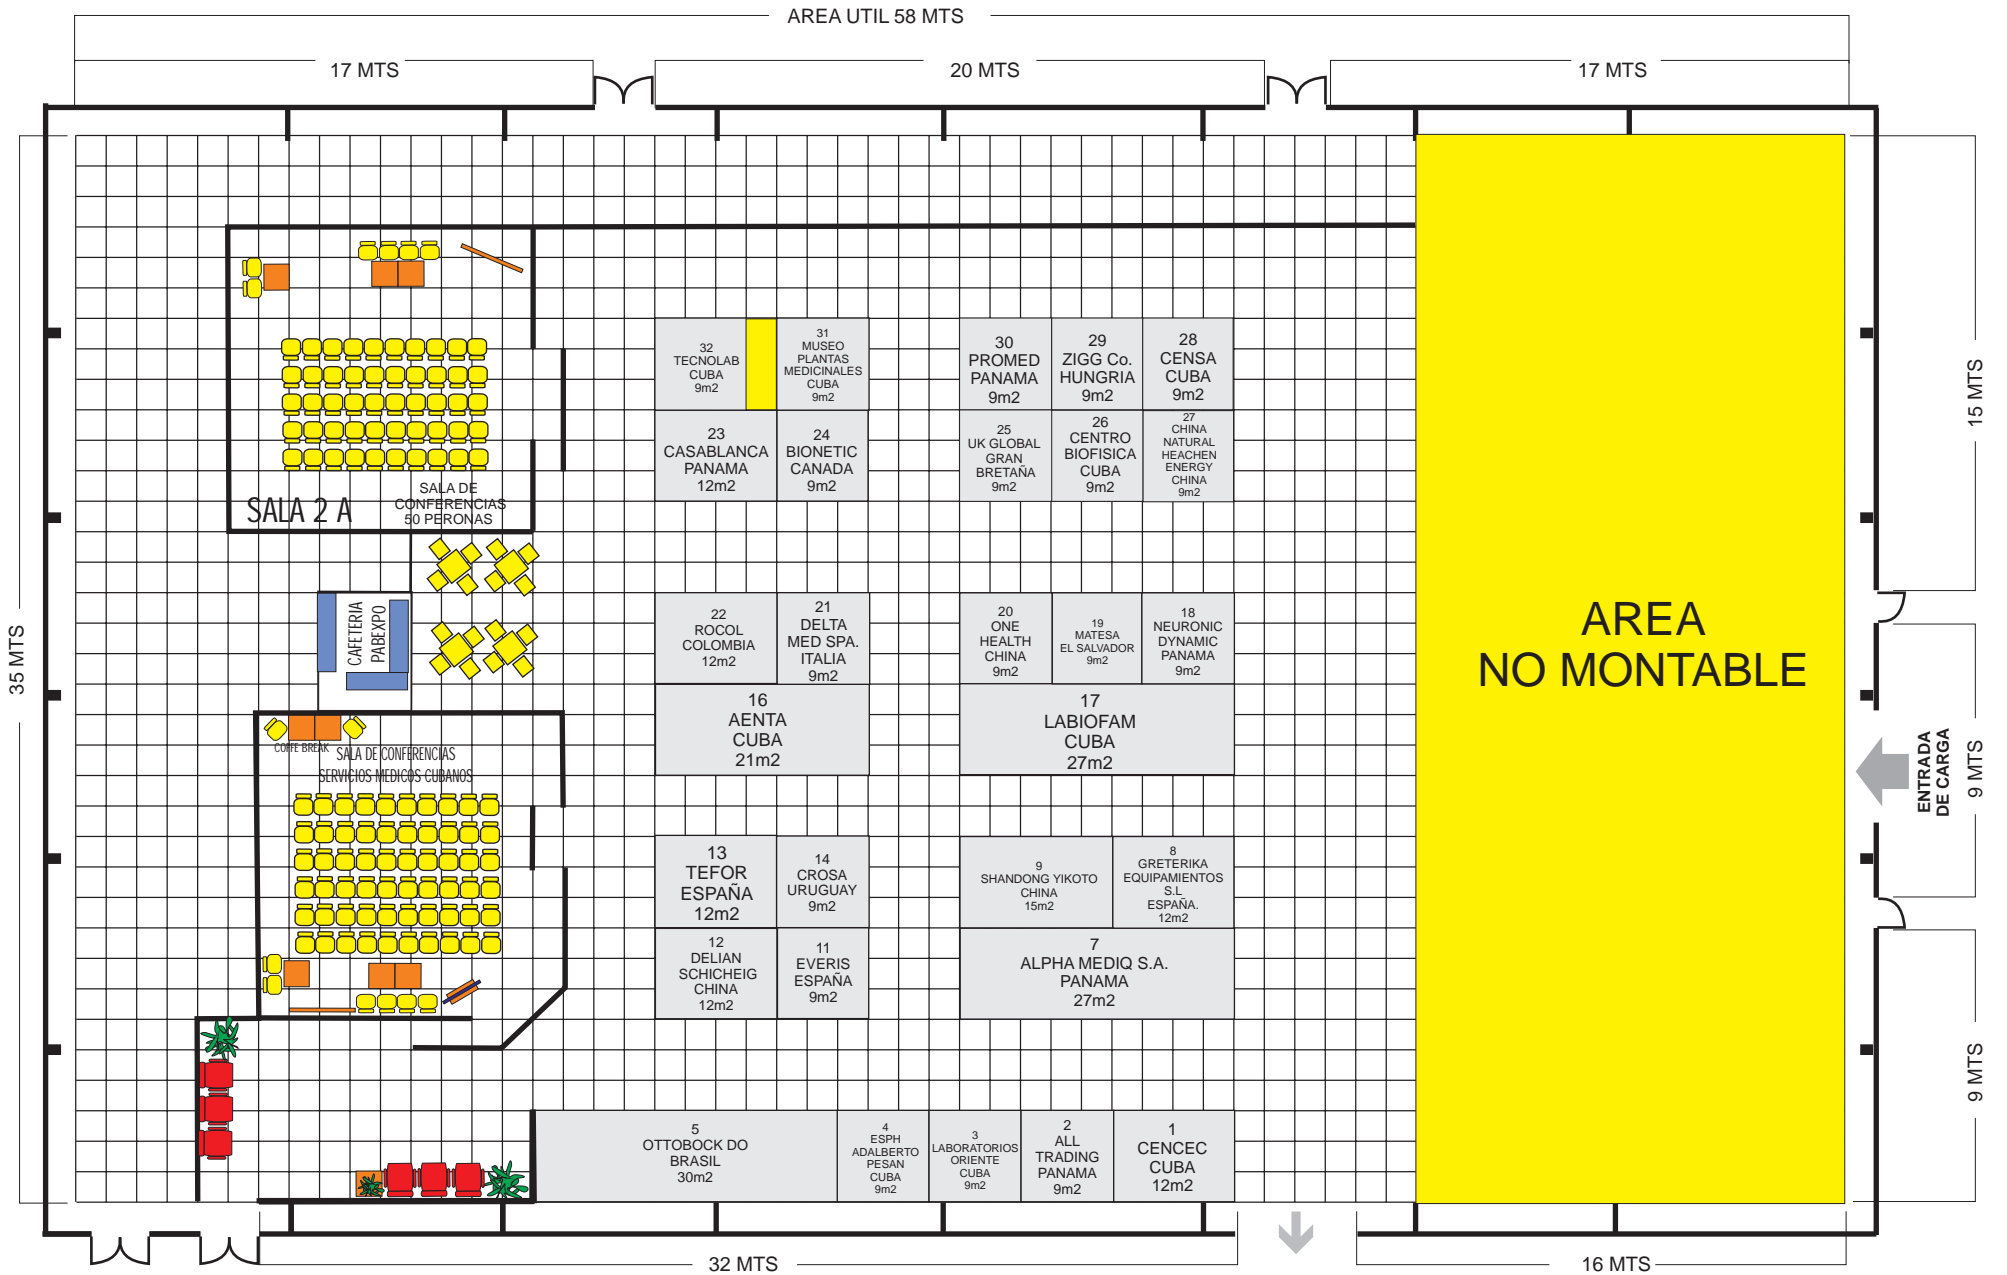 AREA UTIL 58 MTS
17 MTS
20 MTS
17 MTS
35 MTS
15 MTS
9 MTS
9 MTS
32 MTS
16 MTS
SALA 2 A
SALA DE
CONFERENCIAS
50 PERONAS
CAFETERIA
PABEXPO
COFFE BREAK
SALA DE CONFERENCIAS
SERVICIOS MEDICOS CUBANOS
32
TECNOLAB
CUBA
9m2
31
MUSEO
PLANTAS
MEDICINALES
CUBA
9m2
30
PROMED
PANAMA
9m2
29
ZIGG Co.
HUNGRIA
9m2
28
CENSA
CUBA
9m2
23
CASABLANCA
PANAMA
12m2
24
BIONETIC
CANADA
9m2
25
UK GLOBAL
GRAN
BRETAÑA
9m2
26
CENTRO
BIOFISICA
CUBA
9m2
27
CHINA
NATURAL
HEACHEN
ENERGY
CHINA
9m2
22
ROCOL
COLOMBIA
12m2
21
DELTA
MED SPA.
ITALIA
9m2
20
ONE
HEALTH
CHINA
9m2
19
MATESA
EL SALVADOR
9m2
18
NEURONIC
DYNAMIC
PANAMA
9m2
16
AENTA
CUBA
21m2
17
LABIOFAM
CUBA
27m2
13
TEFOR
ESPAÑA
12m2
14
CROSA
URUGUAY
9m2
9
SHANDONG YIKOTO
CHINA
15m2
8
GRETERIKA
EQUIPAMIENTOS
S.L
ESPAÑA.
12m2
12
DELIAN
SCHICHEIG
CHINA
12m2
11
EVERIS
ESPAÑA
9m2
7
ALPHA MEDIQ S.A.
PANAMA
27m2
5
OTTOBOCK DO
BRASIL
30m2
4
ESPH
ADALBERTO
PESAN
CUBA
9m2
3
LABORATORIOS
ORIENTE
CUBA
9m2
2
ALL
TRADING
PANAMA
9m2
1
CENCEC
CUBA
12m2
AREA
NO MONTABLE
ENTRADA
DE CARGA